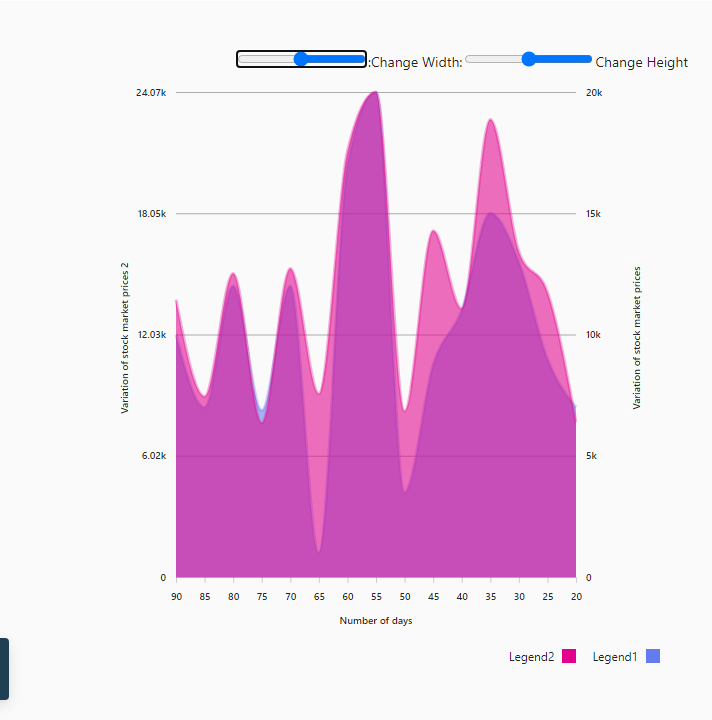 :Change Width: Change Height
24.07k 20k
18.05k 15k
12.03k 10k
6.02k 5k
0 0
Variation of stock market prices 2
Variation of stock market prices
90 85 80 75 70 65 60 55 50 45 40 35 30 25 20
Number of days
Legend2 Legend1